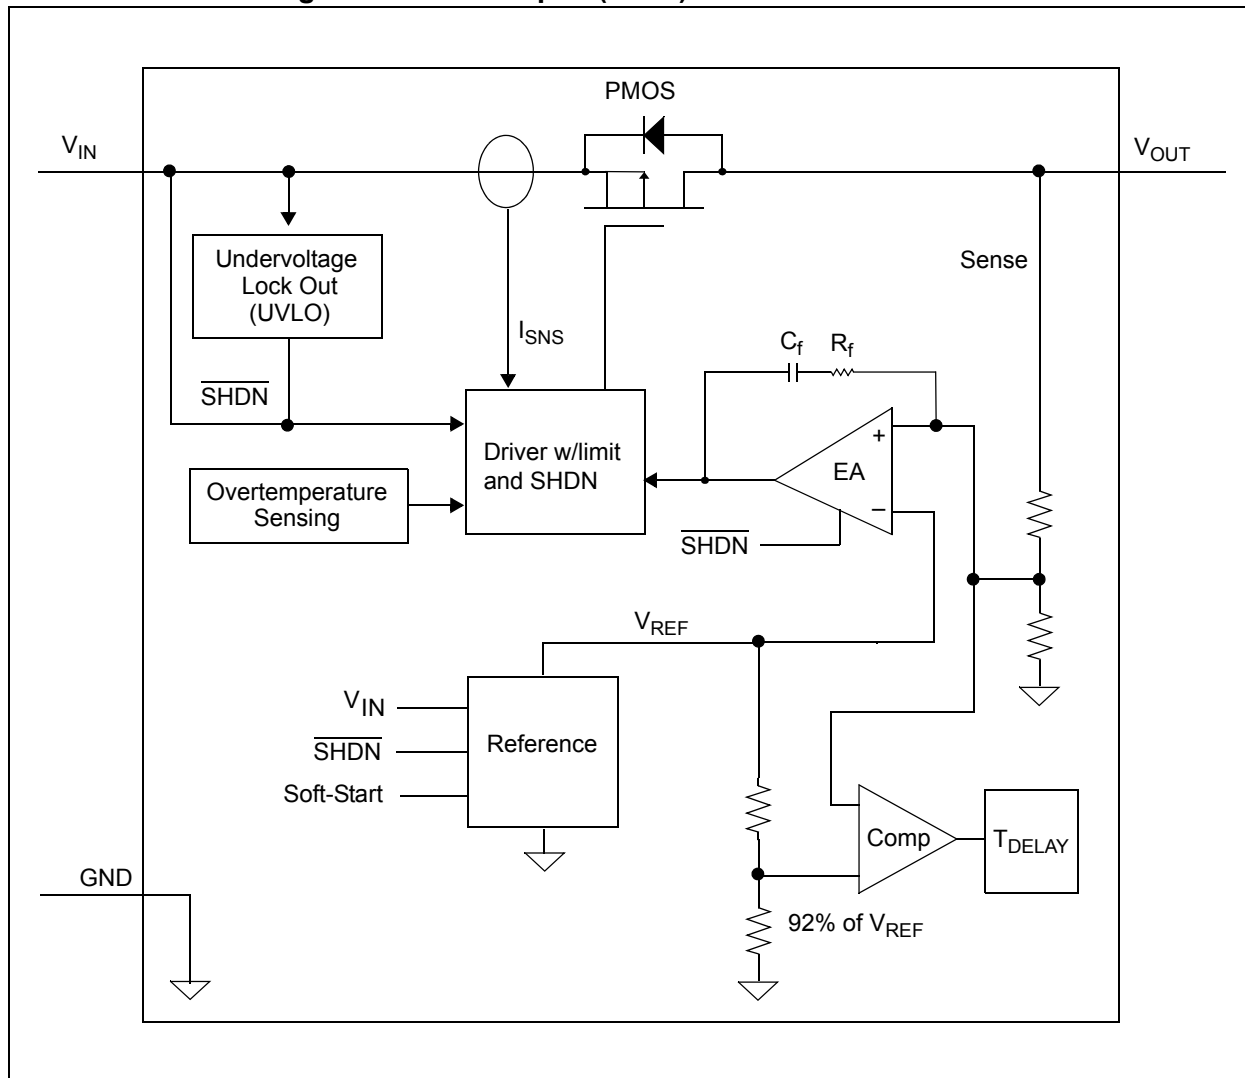 PMOS
VIN
VOUT
Undervoltage
Lock Out
(UVLO)
Sense
ISNS
Cf
Rf
SHDN
+
Driver w/limit
and SHDN
EA
Overtemperature
Sensing
–
SHDN
VREF
VIN
SHDN
Reference
Soft-Start
Comp
TDELAY
GND
92% of VREF